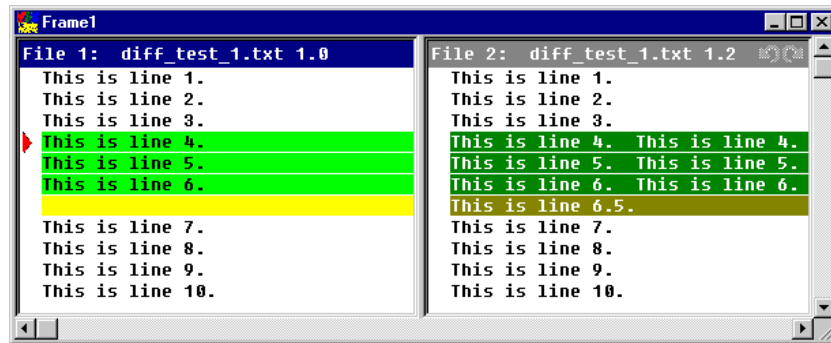 Frame1
File 1:  diff_test_1.txt 1.0
This is line 1.
This is line 2.
This is line 3.
This is line 4.
This is line 5.
This is line 6.
This is line 7.
This is line 8.
This is line 9.
This is line 10.
File 2:  diff_test_1.txt 1.2
This is line 1.
This is line 2.
This is line 3.
This is line 4.  This is line 4.
This is line 5.  This is line 5.
This is line 6.  This is line 6.
This is line 6.5.
This is line 7.
This is line 8.
This is line 9.
This is line 10.